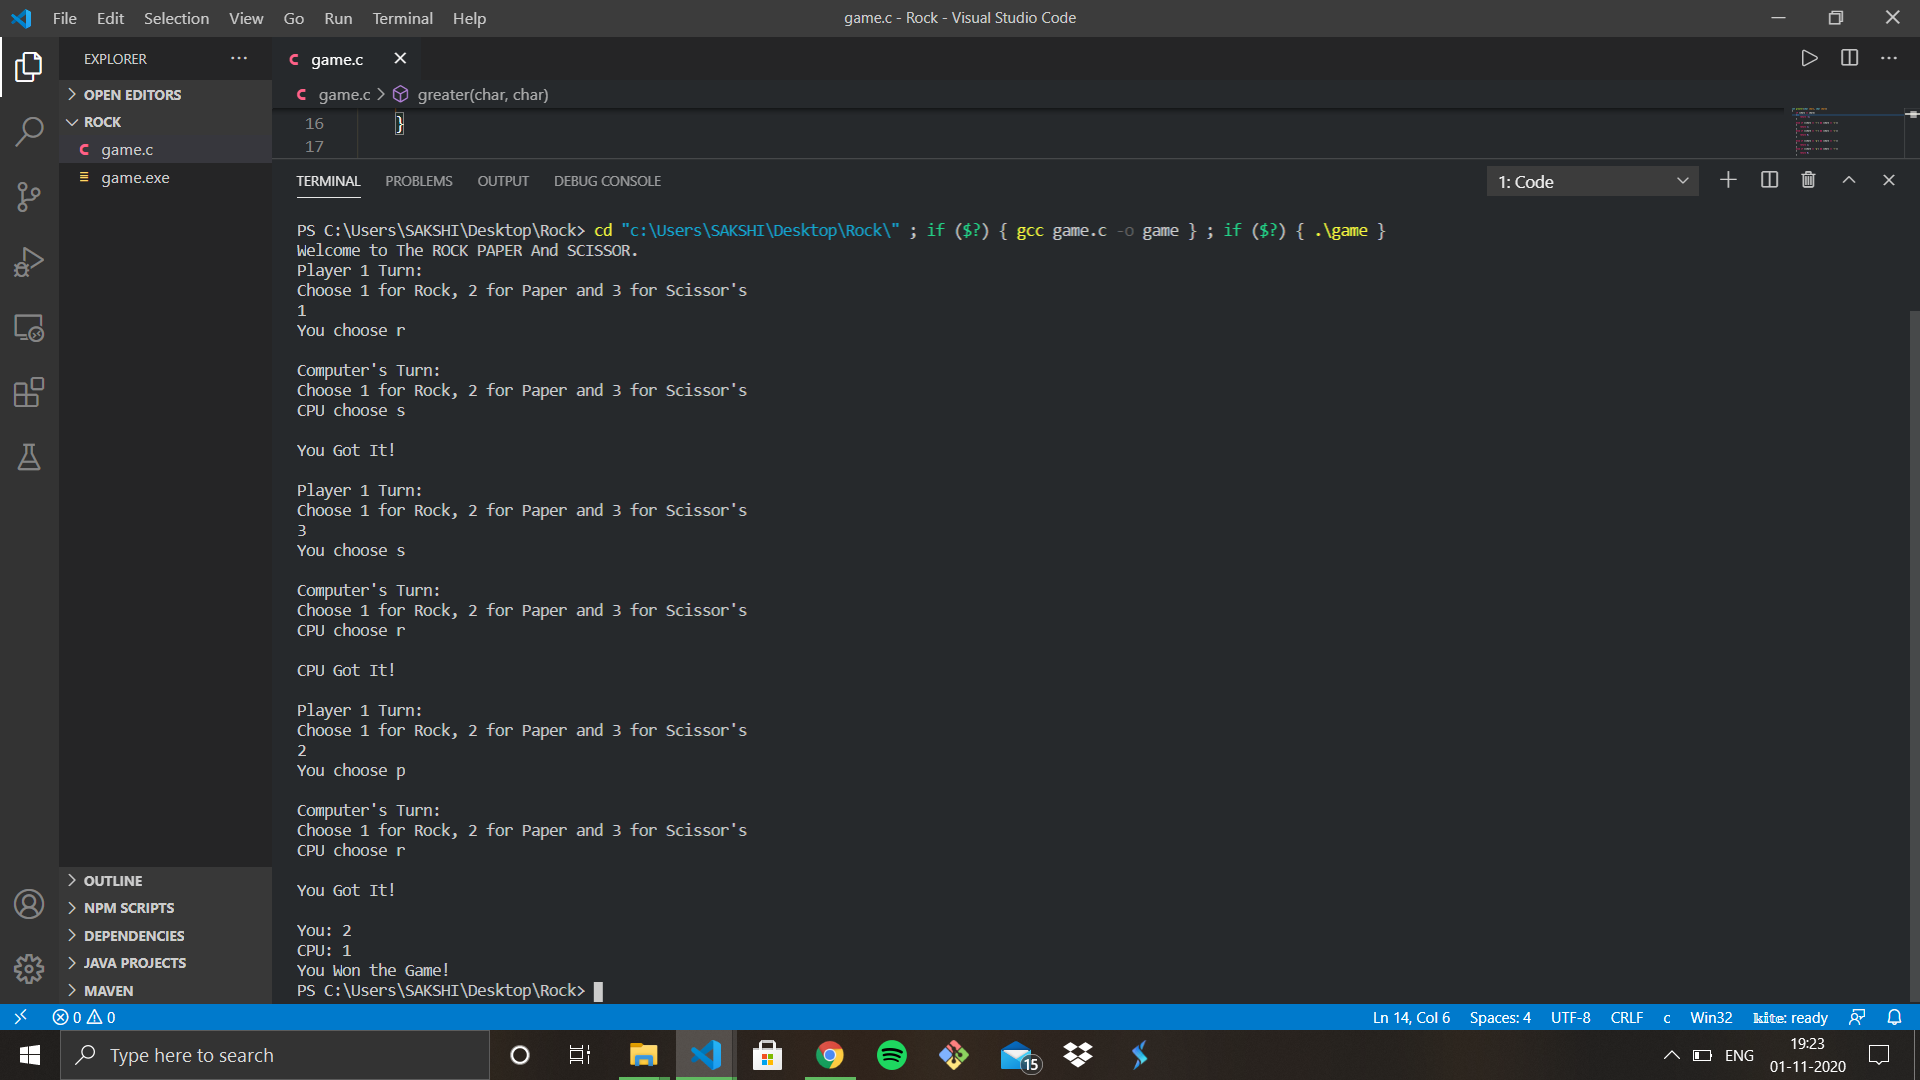 File Edit Selection View Go Run Terminal Help
game.c - Rock - Visual Studio Code
EXPLORER
C game.c
OPEN EDITORS
ROCK
C game.c
game.exe
C game.c > greater(char, char)
16 }
17
TERMINAL PROBLEMS OUTPUT DEBUG CONSOLE
1: Code
PS C:\Users\SAKSHI\Desktop\Rock> cd "c:\Users\SAKSHI\Desktop\Rock\" ; if ($?) { gcc game.c -o game } ; if ($?) { .\game }
Welcome to The ROCK PAPER And SCISSOR.
Player 1 Turn:
Choose 1 for Rock, 2 for Paper and 3 for Scissor's
1
You choose r
Computer's Turn:
Choose 1 for Rock, 2 for Paper and 3 for Scissor's
CPU choose s
You Got It!
Player 1 Turn:
Choose 1 for Rock, 2 for Paper and 3 for Scissor's
3
You choose s
Computer's Turn:
Choose 1 for Rock, 2 for Paper and 3 for Scissor's
CPU choose r
CPU Got It!
Player 1 Turn:
Choose 1 for Rock, 2 for Paper and 3 for Scissor's
2
You choose p
Computer's Turn:
Choose 1 for Rock, 2 for Paper and 3 for Scissor's
CPU choose r
You Got It!
You: 2
CPU: 1
You Won the Game!
PS C:\Users\SAKSHI\Desktop\Rock>
OUTLINE
NPM SCRIPTS
DEPENDENCIES
JAVA PROJECTS
MAVEN
0 0
Ln 14, Col 6 Spaces: 4 UTF-8 CRLF c Win32 kite: ready
Type here to search
15
ENG
19:23
01-11-2020